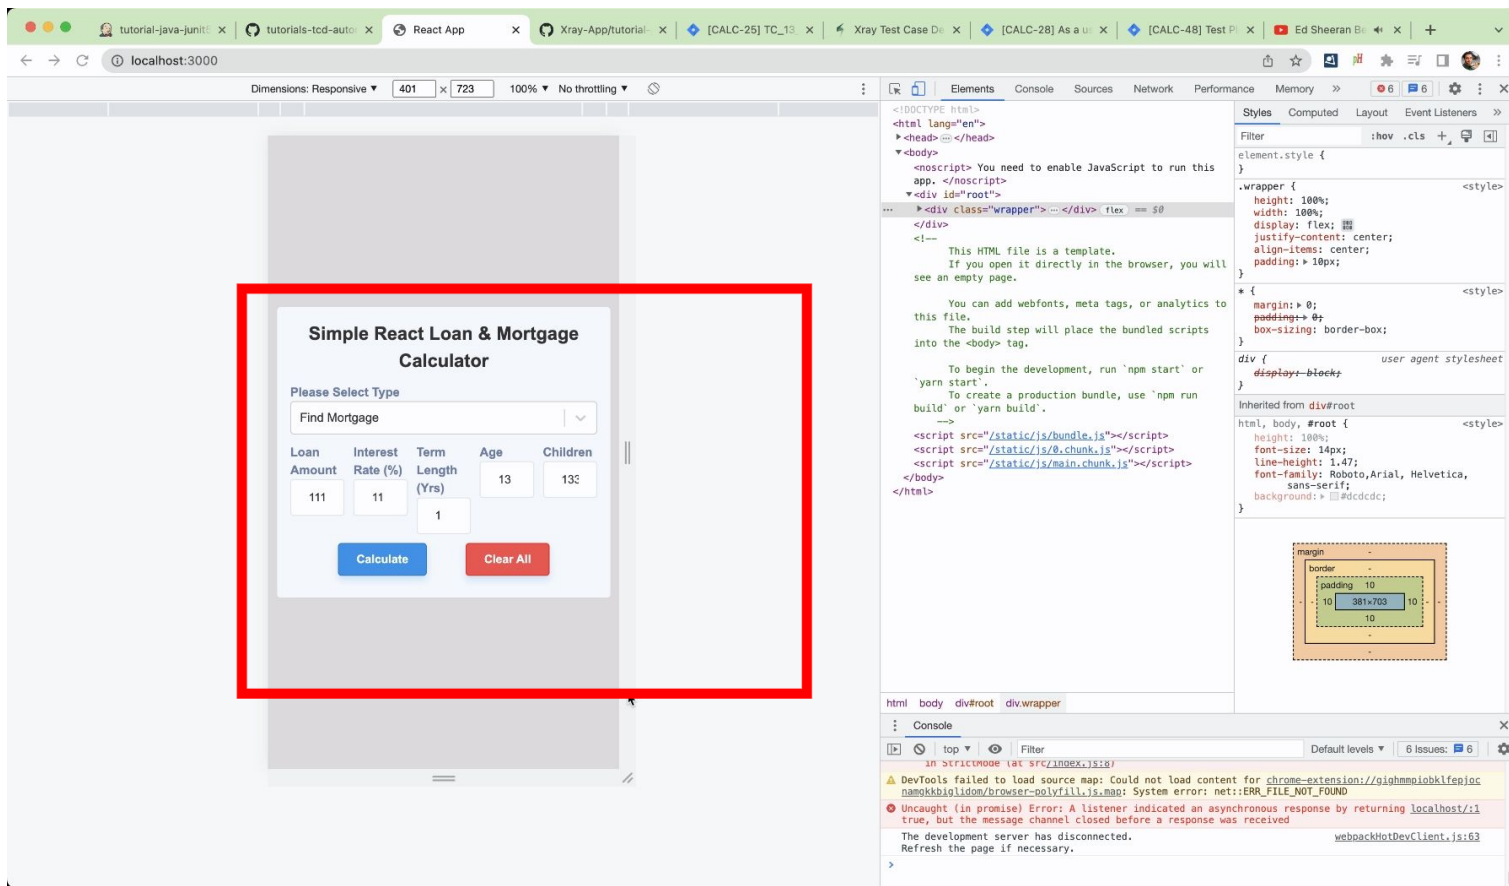 tutorial-java-junit5
tutorials-tcd-auto
React App
Xray-App/tutorial-
[CALC-25] TC_13
Xray Test Case De
[CALC-28] As a us
[CALC-48] Test P
Ed Sheeran Be
localhost:3000
Dimensions: Responsive ▼ 401 × 723 100% ▼ No throttling ▼
Simple React Loan & Mortgage
Calculator
Please Select Type
Find Mortgage
Loan
Amount
111
Interest
Rate (%)
11
Term
Length
(Yrs)
1
Age
13
Children
133
Calculate
Clear All
Elements Console Sources Network Performance Memory » 6 6
<!DOCTYPE html>
<html lang="en">
▶<head>…</head>
▼<body>
<noscript> You need to enable JavaScript to run this
app. </noscript>
▼<div id="root">
… ▶<div class="wrapper">…</div> flex == $0
</div>
<!--
This HTML file is a template.
If you open it directly in the browser, you will
see an empty page.
You can add webfonts, meta tags, or analytics to
this file.
The build step will place the bundled scripts
into the <body> tag.
To begin the development, run `npm start` or
`yarn start`.
To create a production bundle, use `npm run
build` or `yarn build`.
-->
<script src="/static/js/bundle.js"></script>
<script src="/static/js/0.chunk.js"></script>
<script src="/static/js/main.chunk.js"></script>
</body>
</html>
html body div#root div.wrapper
Styles Computed Layout Event Listeners »
Filter :hov .cls +
element.style {
}
.wrapper { <style>
height: 100%;
width: 100%;
display: flex;
justify-content: center;
align-items: center;
padding: ▶ 10px;
}
* { <style>
margin: ▶ 0;
padding: ▶ 0;
box-sizing: border-box;
}
div { user agent stylesheet
display: block;
}
Inherited from div#root
html, body, #root { <style>
height: 100%;
font-size: 14px;
line-height: 1.47;
font-family: Roboto,Arial, Helvetica,
sans-serif;
background: ▶ #dcdcdc;
}
margin -
border -
padding 10
- - 10 381×703 10 - -
10
-
-
Console
top ▼ Filter Default levels ▼ 6 Issues: 6
in StrictMode (at src/index.js:8)
DevTools failed to load source map: Could not load content for chrome-extension://gighmmpiobklfepjoc
namgkkbiglidom/browser-polyfill.js.map: System error: net::ERR_FILE_NOT_FOUND
Uncaught (in promise) Error: A listener indicated an asynchronous response by returning localhost/:1
true, but the message channel closed before a response was received
The development server has disconnected. webpackHotDevClient.js:63
Refresh the page if necessary.
>